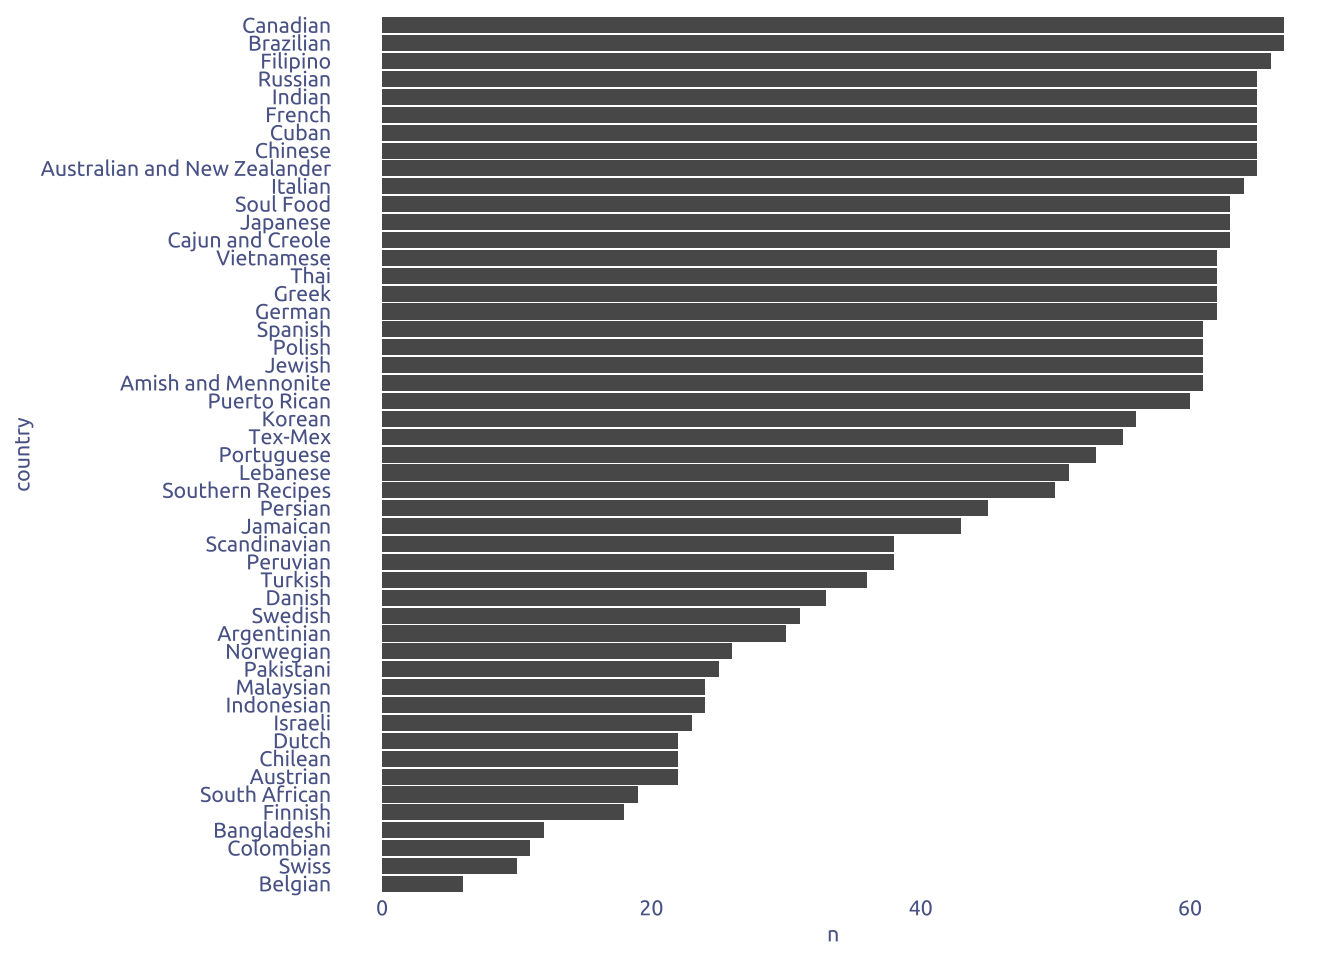 Canadian
Brazilian
Filipino
Russian
Indian
French
Cuban
Chinese
Australian and New Zealander
Italian
Soul Food
Japanese
Cajun and Creole
Vietnamese
Thai
Greek
German
Spanish
Polish
Jewish
Amish and Mennonite
Puerto Rican
Korean
Tex-Mex
Portuguese
Lebanese
Southern Recipes
Persian
Jamaican
Scandinavian
Peruvian
Turkish
Danish
Swedish
Argentinian
Norwegian
Pakistani
Malaysian
Indonesian
Israeli
Dutch
Chilean
Austrian
South African
Finnish
Bangladeshi
Colombian
Swiss
Belgian
country
0 20 40 60
n